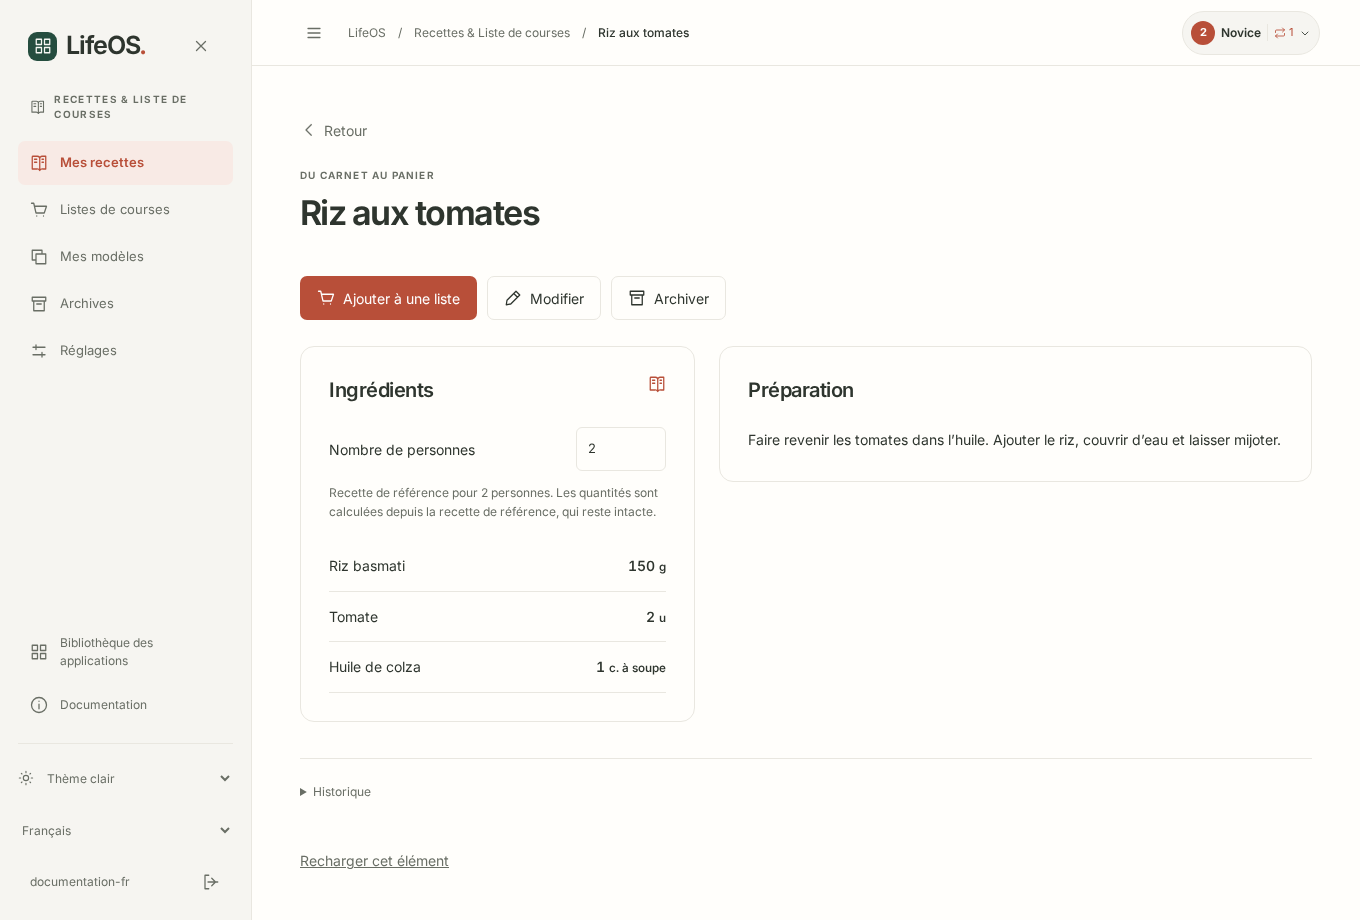 LifeOS.
RECETTES & LISTE DE
COURSES
Mes recettes
Listes de courses
Mes modèles
Archives
Réglages
Bibliothèque des
applications
Documentation
Thème clair
Français
documentation-fr
LifeOS / Recettes & Liste de courses / Riz aux tomates
2 Novice 1
Retour
DU CARNET AU PANIER
Riz aux tomates
Ajouter à une liste
Modifier
Archiver
Ingrédients
Nombre de personnes 2
Recette de référence pour 2 personnes. Les quantités sont
calculées depuis la recette de référence, qui reste intacte.
Riz basmati 150 g
Tomate 2 u
Huile de colza 1 c. à soupe
Préparation
Faire revenir les tomates dans l’huile. Ajouter le riz, couvrir d’eau et laisser mijoter.
Historique
Recharger cet élément